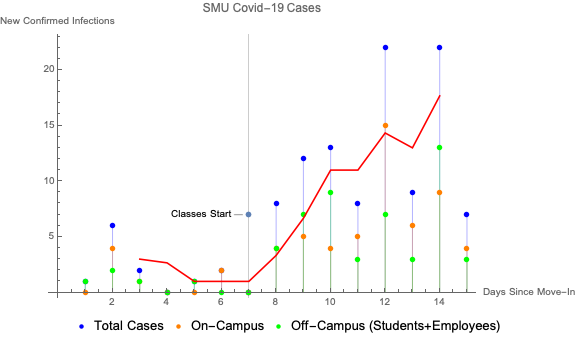 SMU Covid-19 Cases
New Confirmed Infections
20
15
10
5
Classes Start
2 4 6 8 10 12 14
Days Since Move-In
Total Cases On-Campus Off-Campus (Students+Employees)